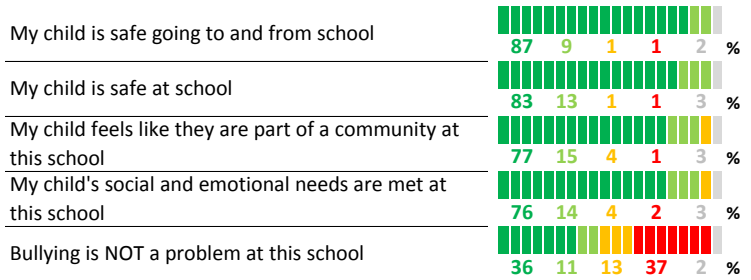 My child is safe going to and from school
87 9 1 1 2 %
My child is safe at school
83 13 1 1 3 %
My child feels like they are part of a community at
this school
77 15 4 1 3 %
My child's social and emotional needs are met at
this school
76 14 4 2 3 %
Bullying is NOT a problem at this school
36 11 13 37 2 %